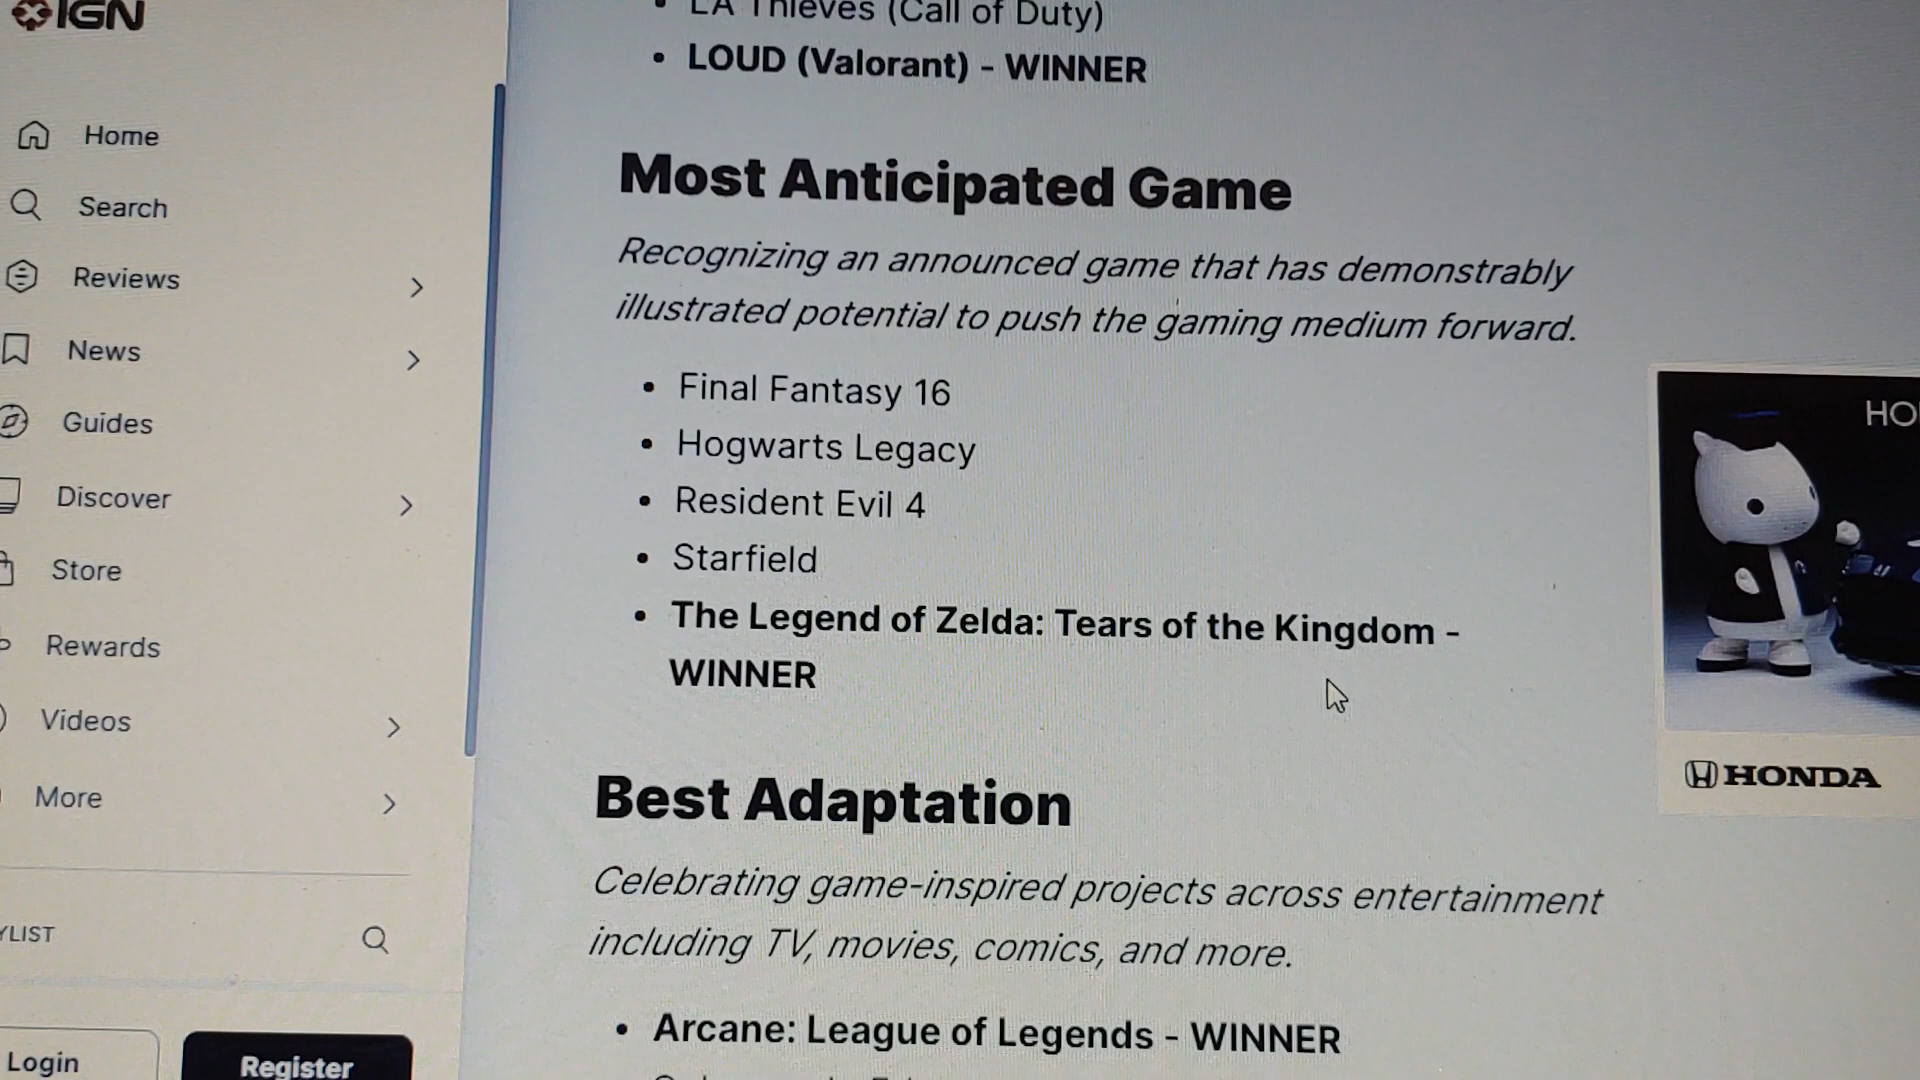 IGN
Home
Search
Reviews
News
Guides
Discover
Store
Rewards
Videos
More
Login
Register
LA Thieves (Call of Duty)
LOUD (Valorant) - WINNER
Most Anticipated Game
Recognizing an announced game that has demonstrably
illustrated potential to push the gaming medium forward.
Final Fantasy 16
Hogwarts Legacy
Resident Evil 4
Starfield
The Legend of Zelda: Tears of the Kingdom -
WINNER
Best Adaptation
Celebrating game-inspired projects across entertainment
including TV, movies, comics, and more.
Arcane: League of Legends - WINNER
HONDA